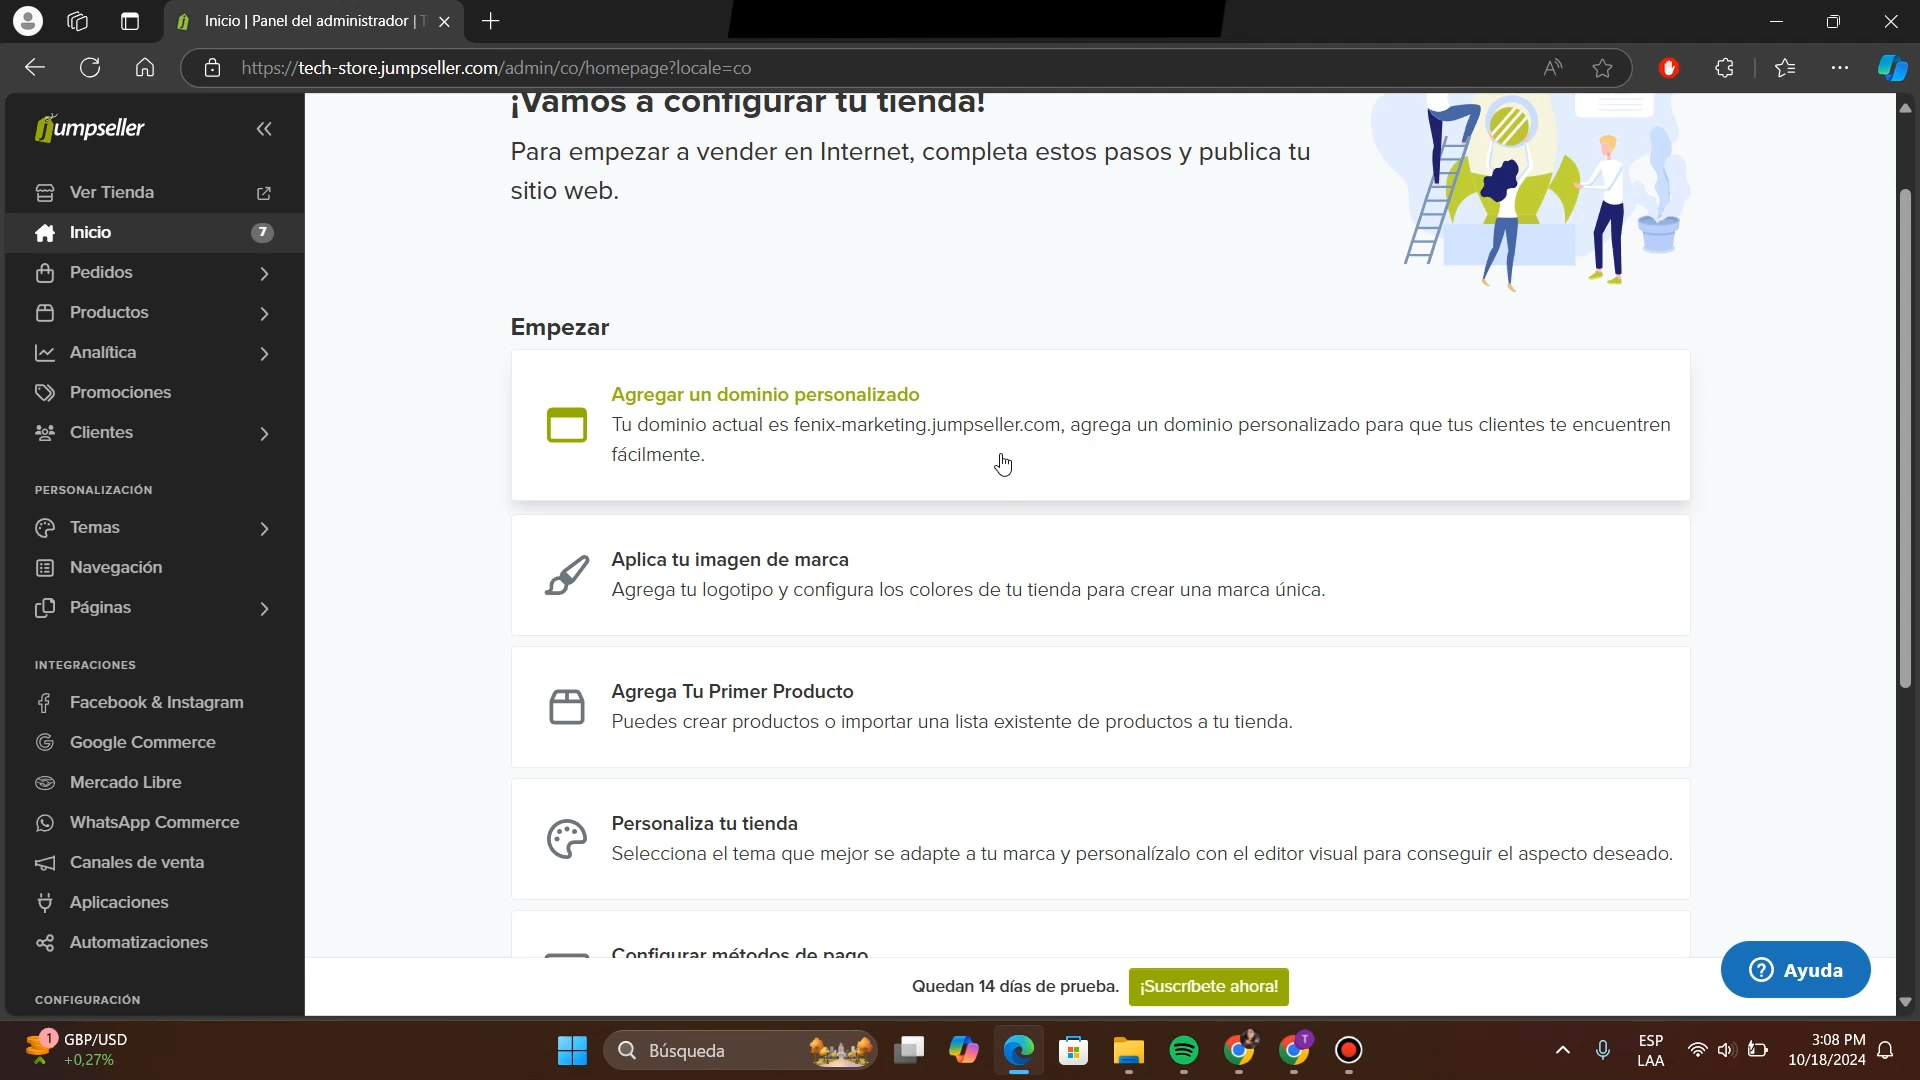 Inicio | Panel del administrador | T
https://tech-store.jumpseller.com/admin/co/homepage?locale=co
jumpseller
Ver Tienda
Inicio
7
Pedidos
Productos
Analítica
Promociones
Clientes
PERSONALIZACIÓN
Temas
Navegación
Páginas
INTEGRACIONES
Facebook & Instagram
Google Commerce
Mercado Libre
WhatsApp Commerce
Canales de venta
Aplicaciones
Automatizaciones
CONFIGURACIÓN
¡Vamos a configurar tu tienda!
Para empezar a vender en Internet, completa estos pasos y publica tu
sitio web.
Empezar
Agregar un dominio personalizado
Tu dominio actual es fenix-marketing.jumpseller.com, agrega un dominio personalizado para que tus clientes te encuentren
fácilmente.
Aplica tu imagen de marca
Agrega tu logotipo y configura los colores de tu tienda para crear una marca única.
Agrega Tu Primer Producto
Puedes crear productos o importar una lista existente de productos a tu tienda.
Personaliza tu tienda
Selecciona el tema que mejor se adapte a tu marca y personalízalo con el editor visual para conseguir el aspecto deseado.
Configurar métodos de pago
Quedan 14 días de prueba.
¡Suscríbete ahora!
Ayuda
1
GBP/USD
+0,27%
Búsqueda
T
ESP
LAA
3:08 PM
10/18/2024